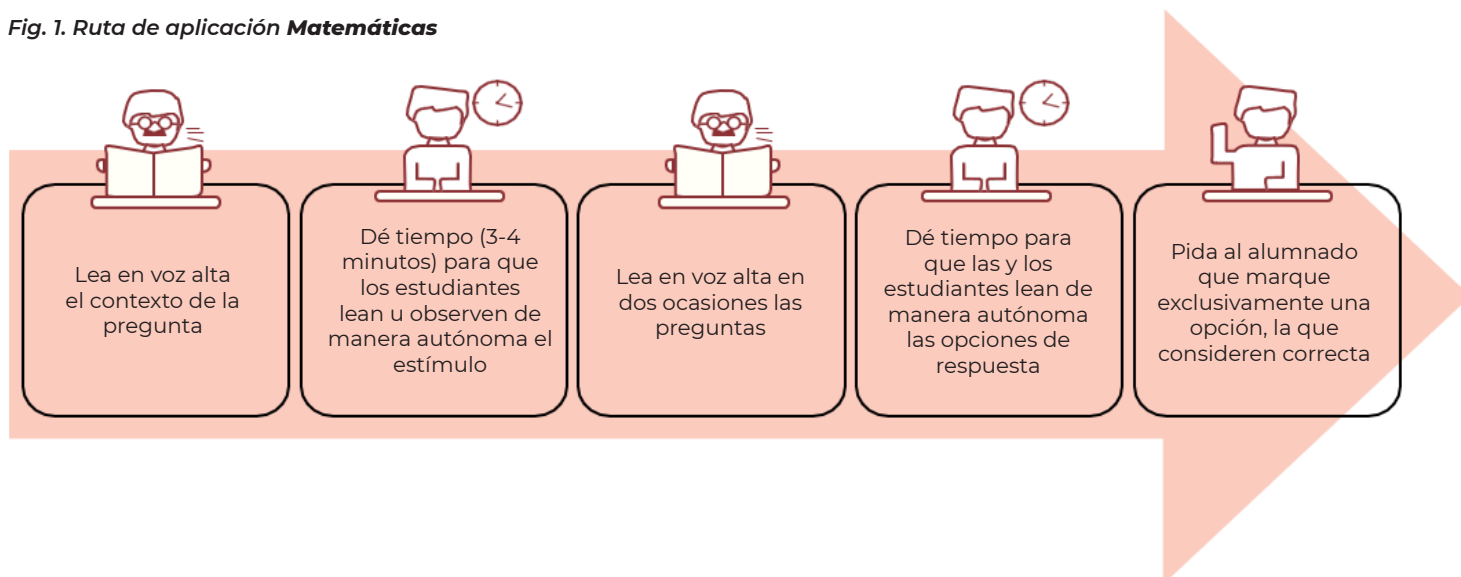 Fig. 1. Ruta de aplicación Matemáticas
Lea en voz alta
el contexto de la
pregunta
Dé tiempo (3-4
minutos) para que
los estudiantes
lean u observen de
manera autónoma el
estímulo
Lea en voz alta en
dos ocasiones las
preguntas
Dé tiempo para
que las y los
estudiantes lean de
manera autónoma
las opciones de
respuesta
Pida al alumnado
que marque
exclusivamente una
opción, la que
consideren correcta